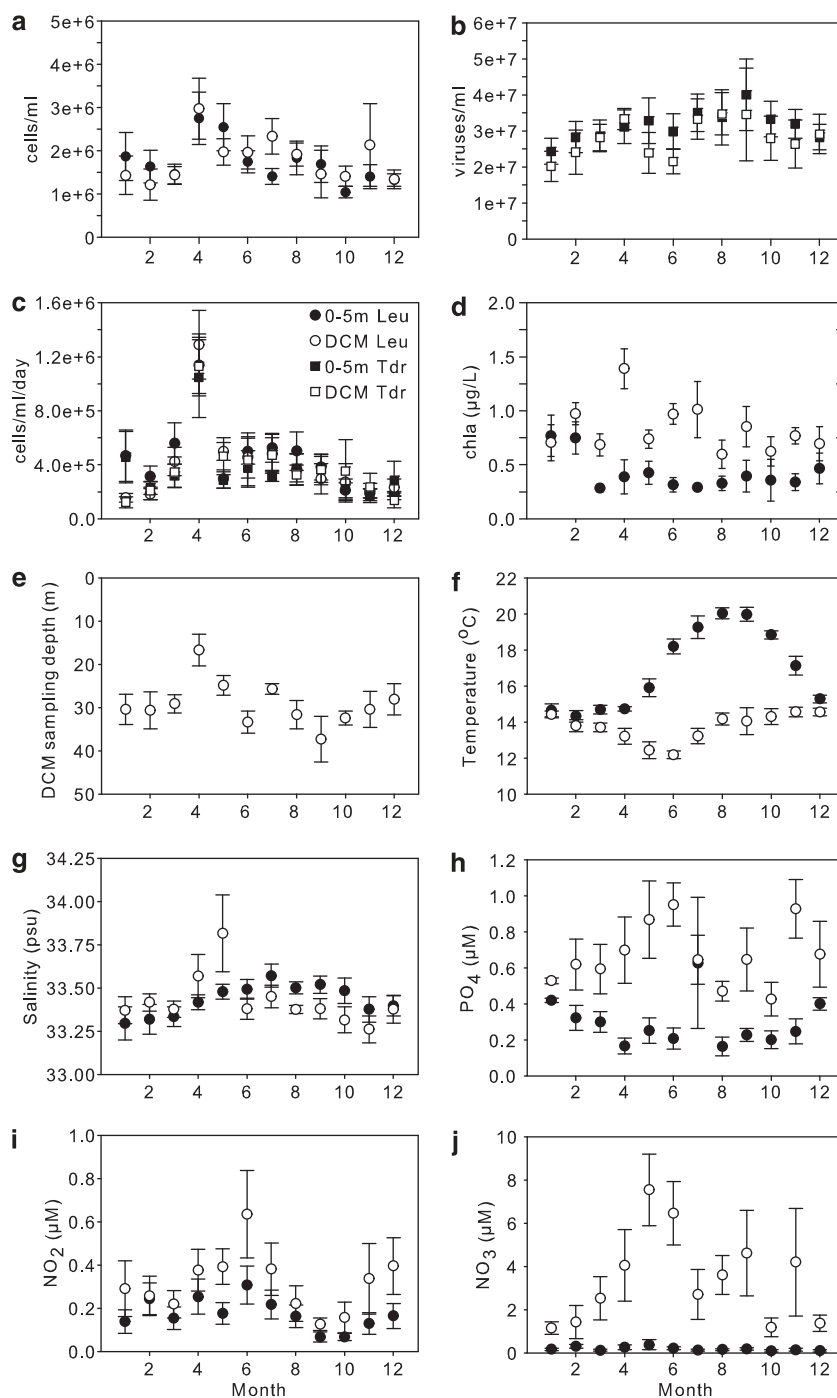 a
5e+6
4e+6
3e+6
2e+6
1e+6
0
cells/ml
2 4 6 8 10 12
b
6e+7
5e+7
4e+7
3e+7
2e+7
1e+7
0
viruses/ml
2 4 6 8 10 12
c
1.6e+6
1.2e+6
8.0e+5
4.0e+5
0.0
cells/ml/day
0-5m Leu
DCM Leu
0-5m Tdr
DCM Tdr
2 4 6 8 10 12
d
2.0
1.5
1.0
0.5
0.0
chla (µg/L)
2 4 6 8 10 12
e
0
10
20
30
40
50
DCM sampling depth (m)
2 4 6 8 10 12
f
22
20
18
16
14
12
10
Temperature (°C)
2 4 6 8 10 12
g
34.25
34.00
33.75
33.50
33.25
33.00
Salinity (psu)
2 4 6 8 10 12
h
1.2
1.0
0.8
0.6
0.4
0.2
0.0
PO4 (µM)
2 4 6 8 10 12
i
1.0
0.8
0.6
0.4
0.2
0.0
NO2 (µM)
2 4 6 8 10 12
Month
j
10
8
6
4
2
0
NO3 (µM)
2 4 6 8 10 12
Month